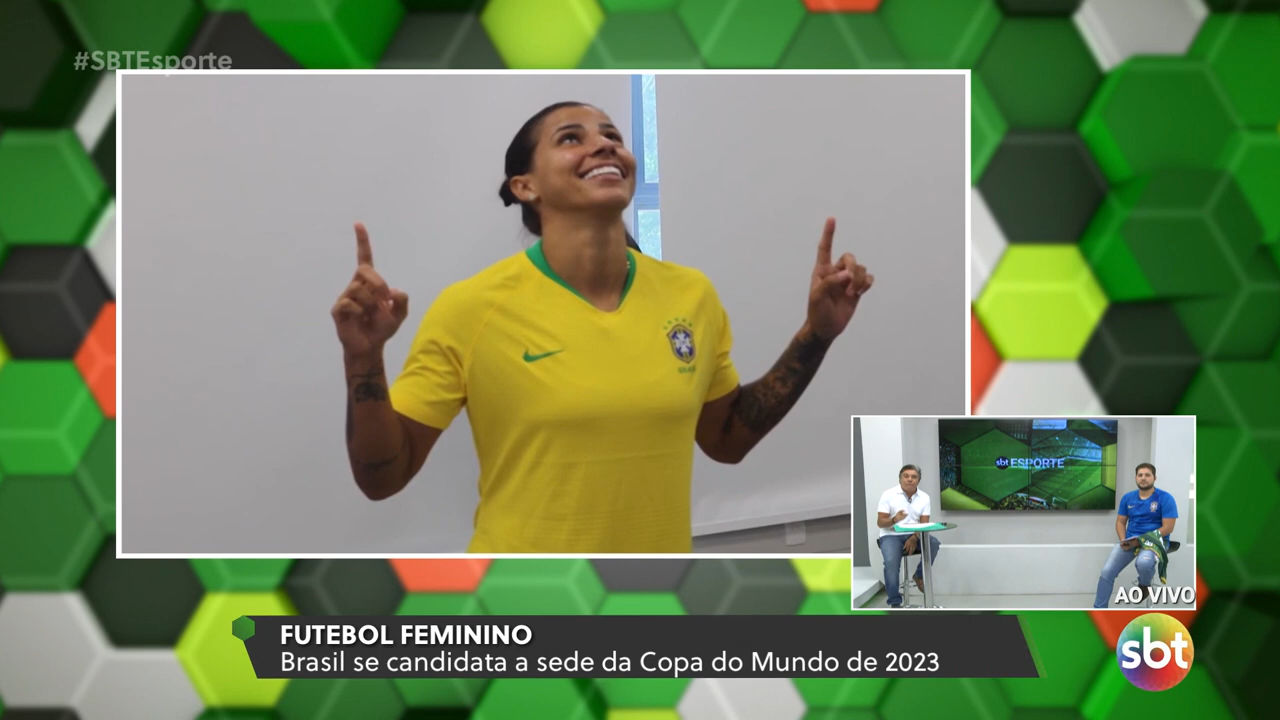 #SBTEsporte
sbt ESPORTE
AO VIVO
FUTEBOL FEMININO
Brasil se candidata a sede da Copa do Mundo de 2023
sbt